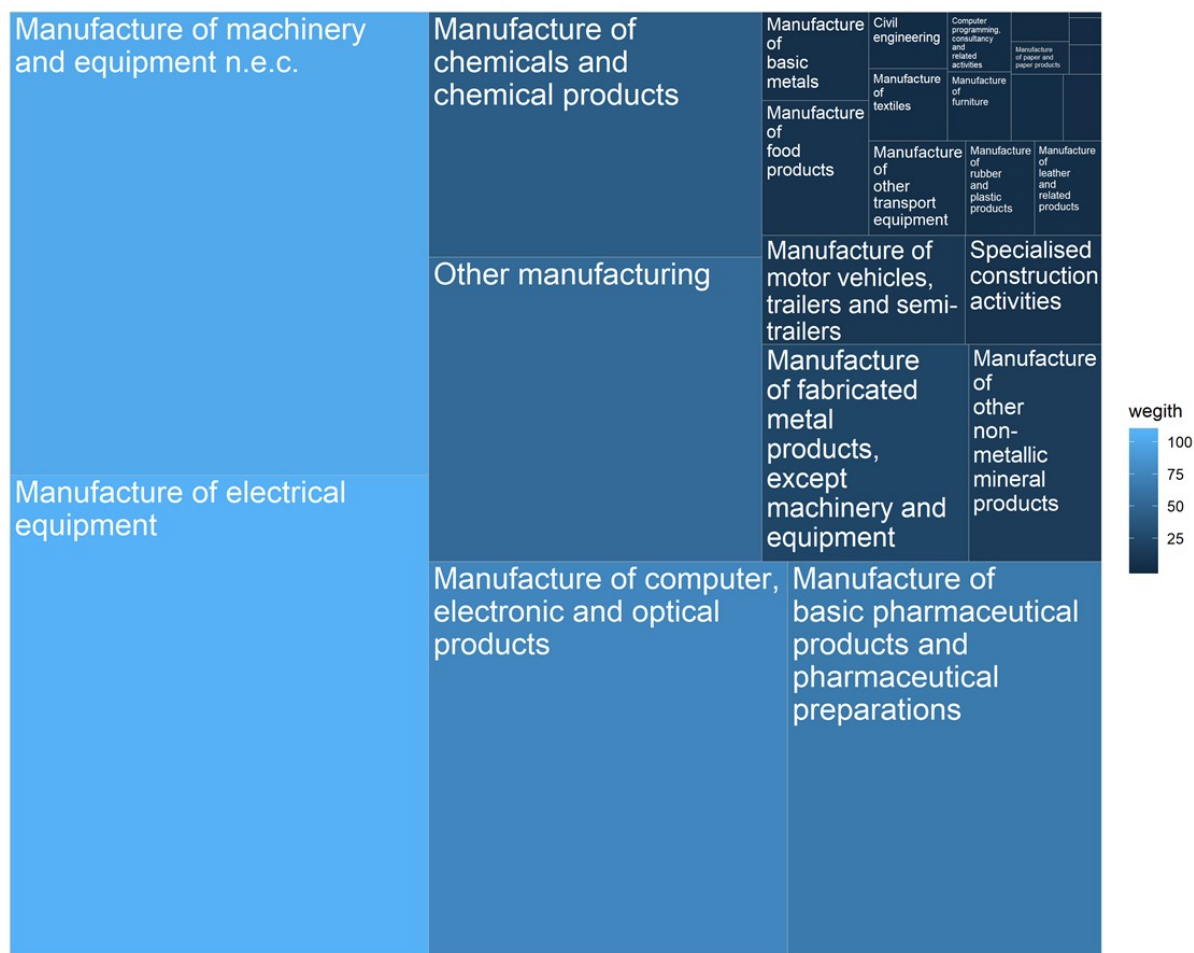 Manufacture of machinery
and equipment n.e.c.
Manufacture of electrical
equipment
Manufacture of
chemicals and
chemical products
Other manufacturing
Manufacture of computer,
electronic and optical
products
Manufacture of
basic pharmaceutical
products and
pharmaceutical
preparations
Manufacture
of
basic
metals
Manufacture
of
food
products
Civil
engineering
Manufacture
of
textiles
Computer
programming,
consultancy
and
related
activities
Manufacture
of
furniture
Manufacture
of paper and
paper products
Manufacture
of
other
transport
equipment
Manufacture
of
rubber
and
plastic
products
Manufacture
of
leather
and
related
products
Manufacture of
motor vehicles,
trailers and semi-
trailers
Specialised
construction
activities
Manufacture
of fabricated
metal
products,
except
machinery and
equipment
Manufacture
of
other
non-
metallic
mineral
products
wegith
100
75
50
25